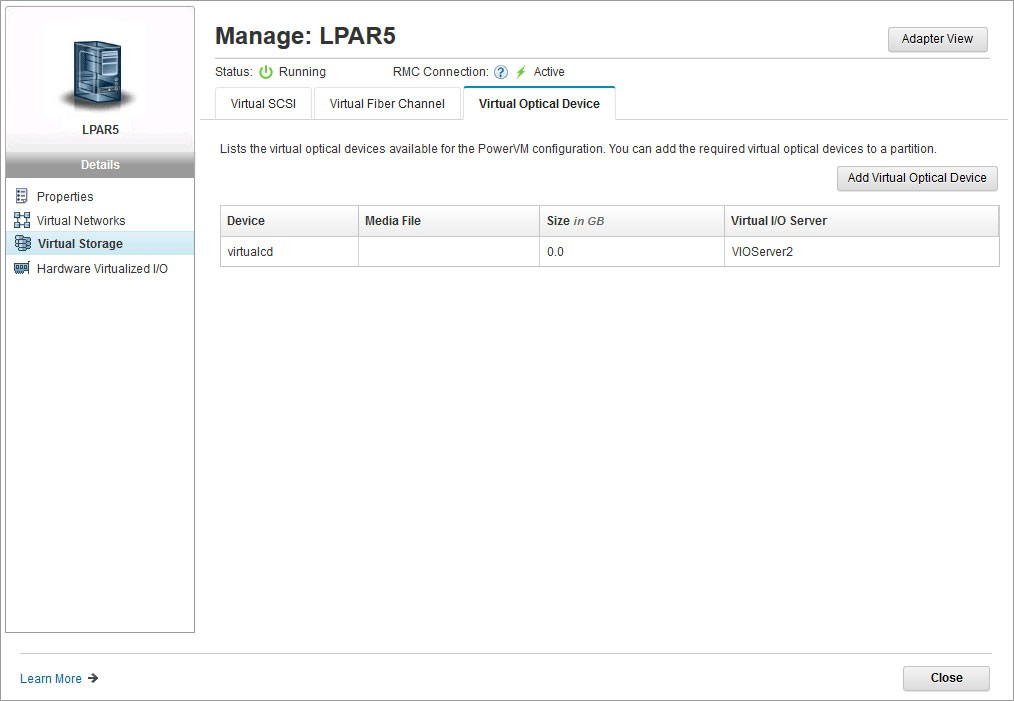 LPAR5
Details
Properties
Virtual Networks
Virtual Storage
Hardware Virtualized I/O
Manage: LPAR5
Adapter View
Status: Running RMC Connection: ? Active
Virtual SCSI Virtual Fiber Channel Virtual Optical Device
Lists the virtual optical devices available for the PowerVM configuration. You can add the required virtual optical devices to a partition.
Add Virtual Optical Device
Device Media File Size in GB Virtual I/O Server
virtualcd 0.0 VIOServer2
Learn More
Close